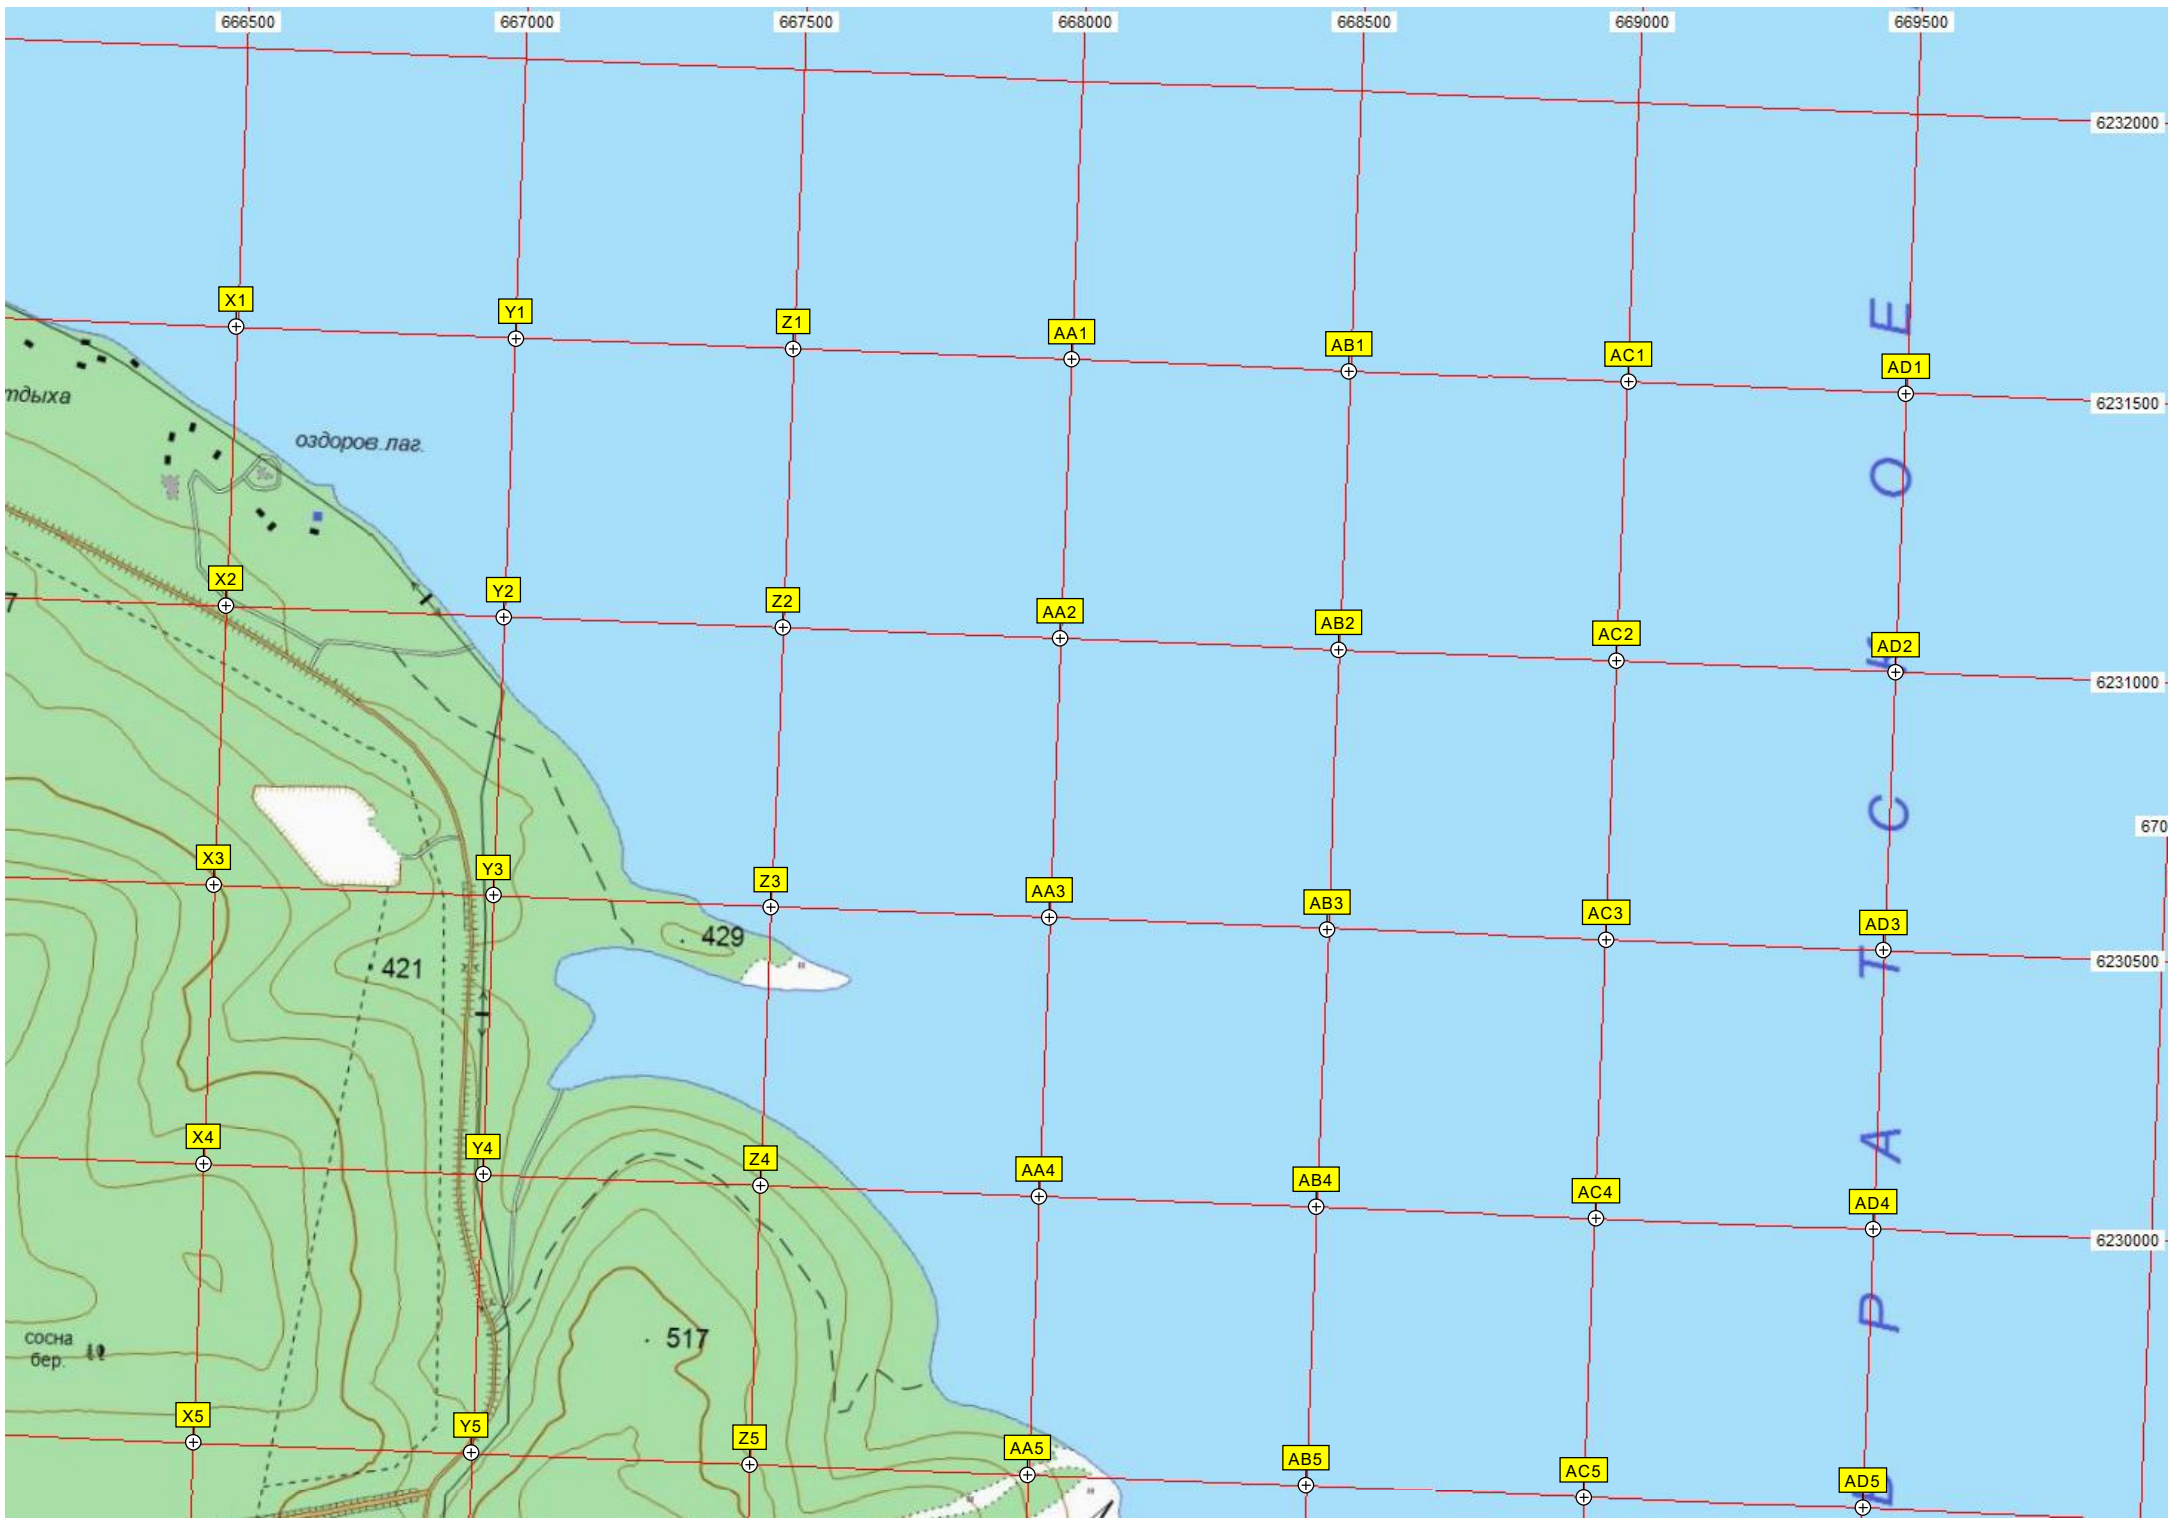 666500 667000 667500 668000 668500 669000 669500
6232000
X1 Y1 Z1 AA1 AB1 AC1 AD1
6231500
тдыха
оздоров.лаг.
X2 Y2 Z2 AA2 AB2 AC2 AD2
7
6231000
670
X3 Y3 Z3 AA3 AB3 AC3 AD3
429
421
6230500
X4 Y4 Z4 AA4 AB4 AC4 AD4
6230000
517
сосна
бер.
X5 Y5 Z5 AA5 AB5 AC5 AD5
Р А Т С К О Е